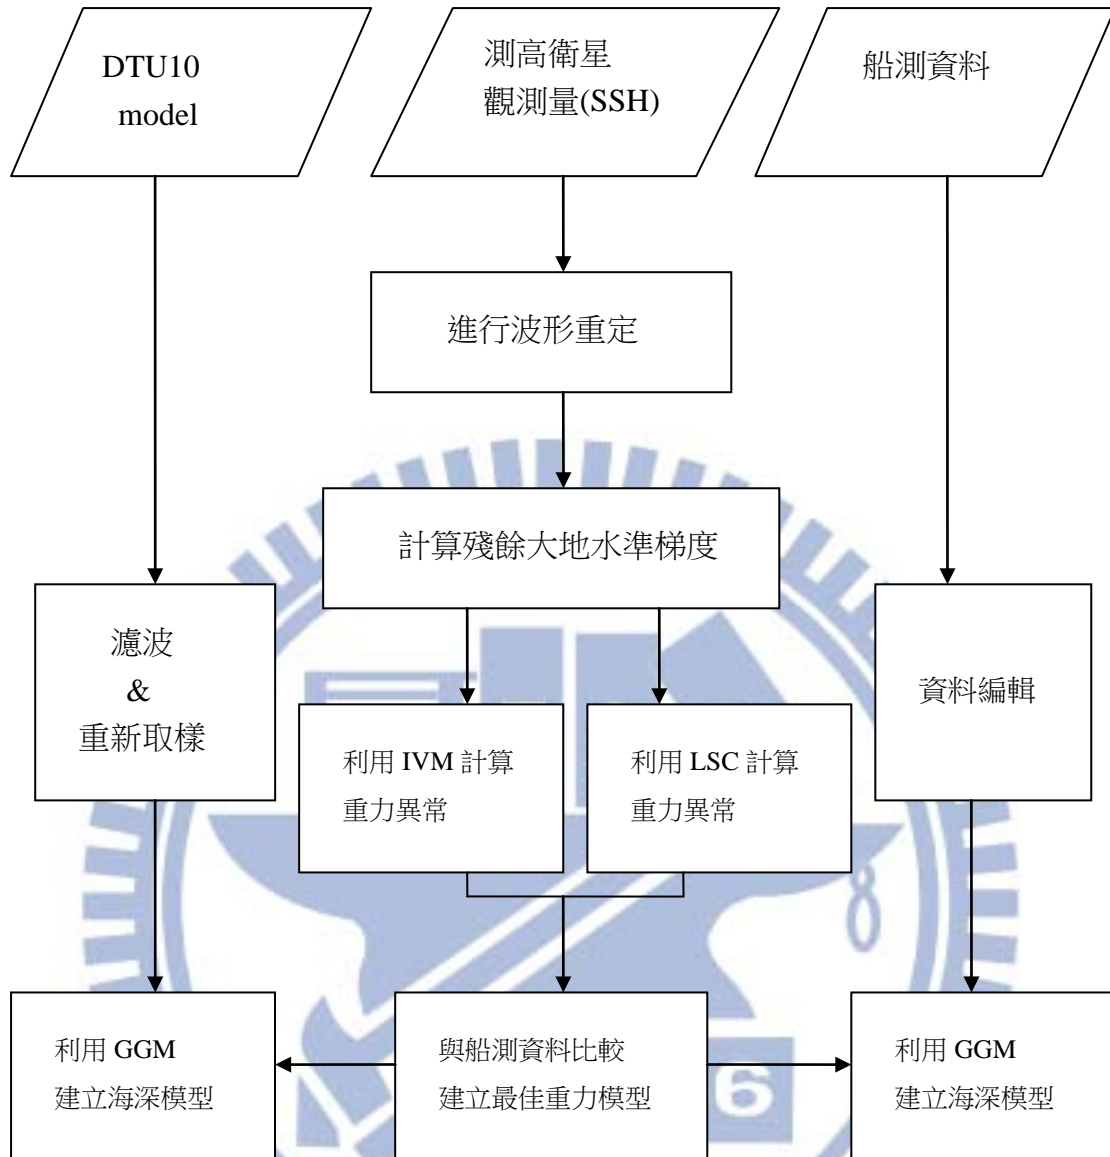 DTU10
model
測高衛星
觀測量(SSH)
船測資料
進行波形重定
計算殘餘大地水準梯度
濾波
&
重新取樣
利用 IVM 計算
重力異常
利用 LSC 計算
重力異常
資料編輯
利用 GGM
建立海深模型
與船測資料比較
建立最佳重力模型
利用 GGM
建立海深模型
8
6